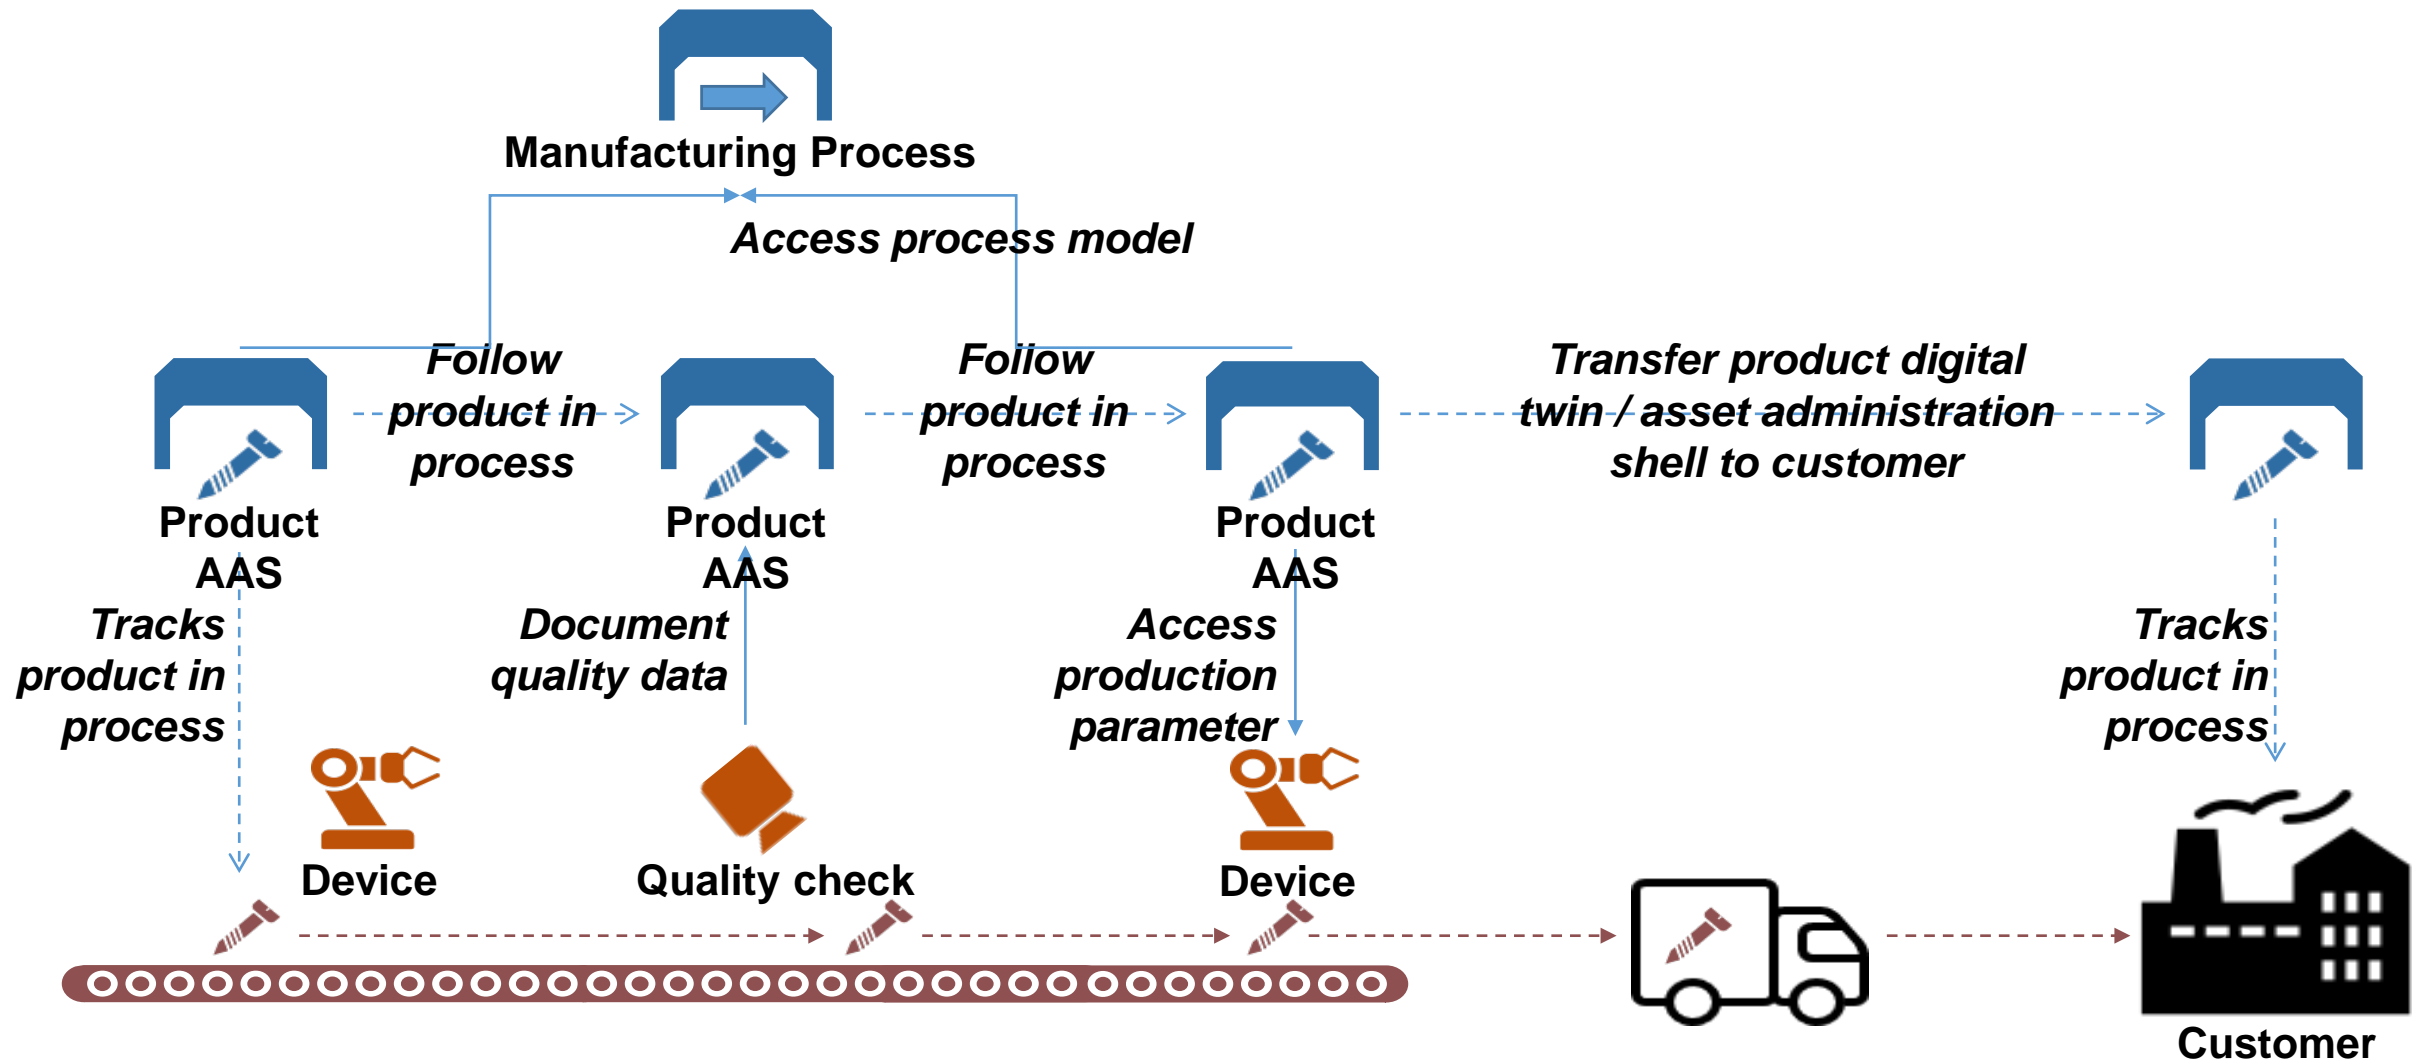 Manufacturing Process
Access process model
Follow
product in
process
Follow
product in
process
Transfer product digital
twin / asset administration
shell to customer
Product
AAS
Product
AAS
Product
AAS
Tracks
product in
process
Document
quality data
Access
production
parameter
Tracks
product in
process
Device
Quality check
Device
Customer